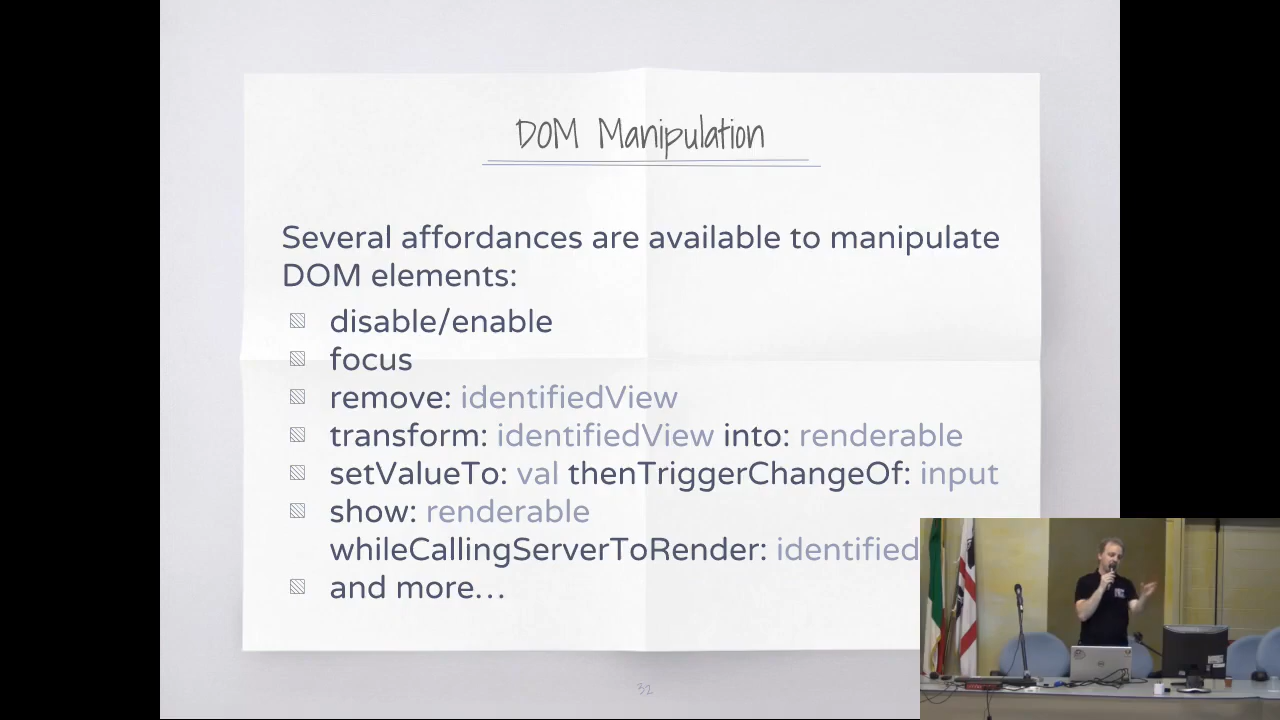 DOM Manipulation
Several affordances are available to manipulate
DOM elements:
disable/enable
focus
remove: identifiedView
transform: identifiedView into: renderable
setValueTo: val thenTriggerChangeOf: input
show: renderable
whileCallingServerToRender: identified
and more…
32